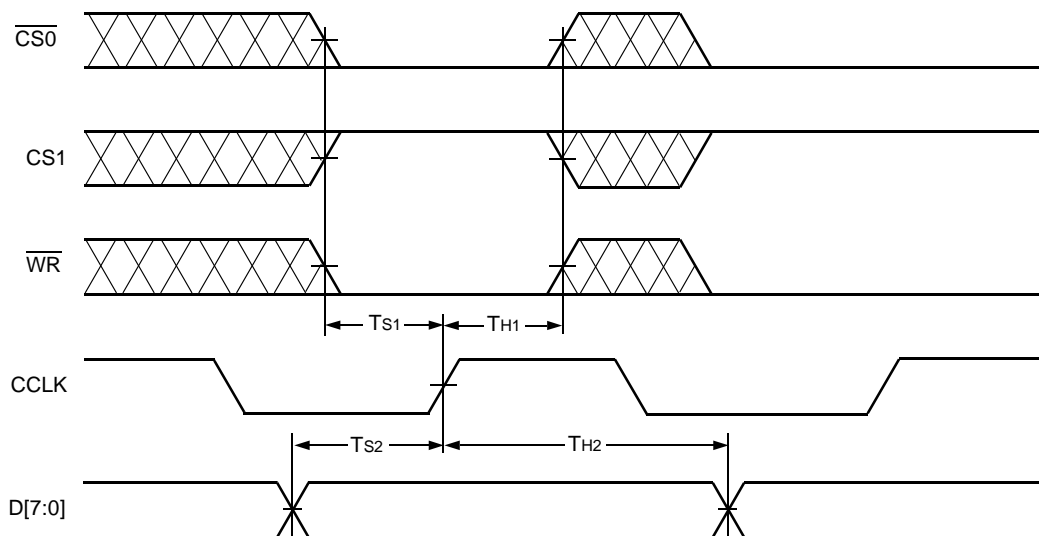 CS0
CS1
WR
TS1
TH1
CCLK
TS2
TH2
D[7:0]